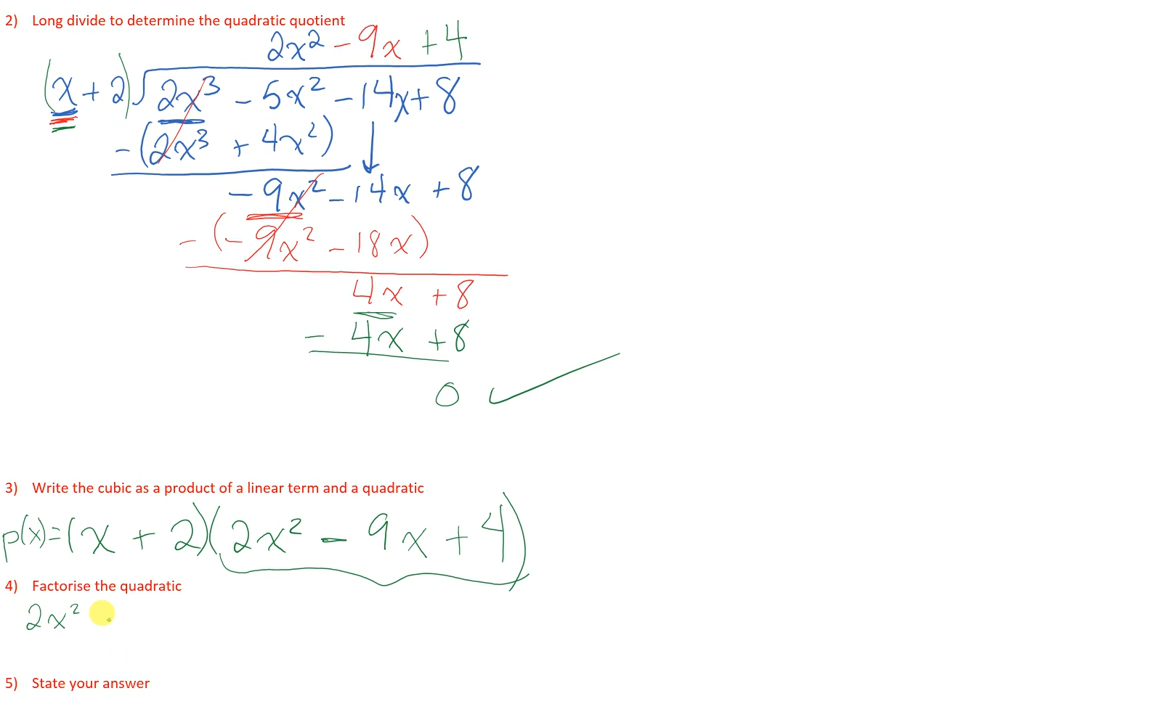 2) Long divide to determine the quadratic quotient
2x² - 9x + 4
(x + 2) 2x³ - 5x² - 14x + 8
- (2x³ + 4x²)
- 9x² - 14x + 8
- (- 9x² - 18x)
4x + 8
- 4x + 8
0
3) Write the cubic as a product of a linear term and a quadratic
p(x) = (x + 2)(2x² - 9x + 4)
4) Factorise the quadratic
2x²
5) State your answer